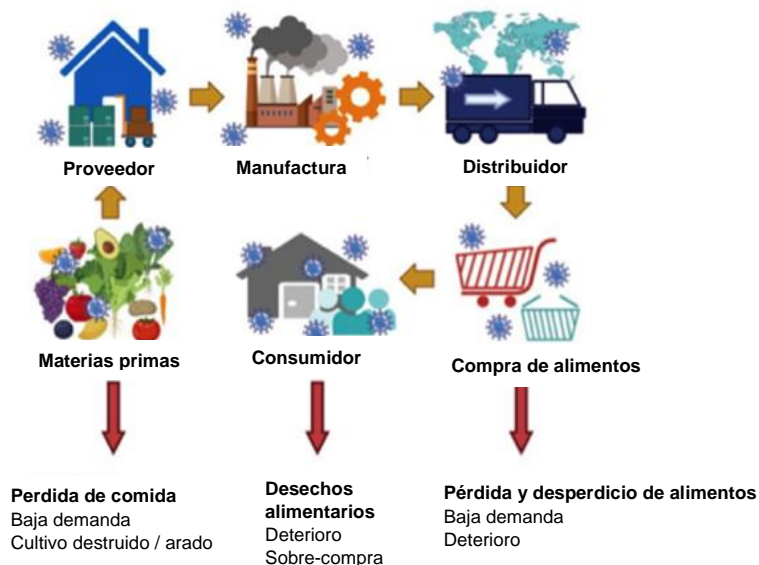 Proveedor
Manufactura
Distribuidor
Materias primas
Consumidor
Compra de alimentos
Perdida de comida
Baja demanda
Cultivo destruido / arado
Desechos
alimentarios
Deterioro
Sobre-compra
Pérdida y desperdicio de alimentos
Baja demanda
Deterioro